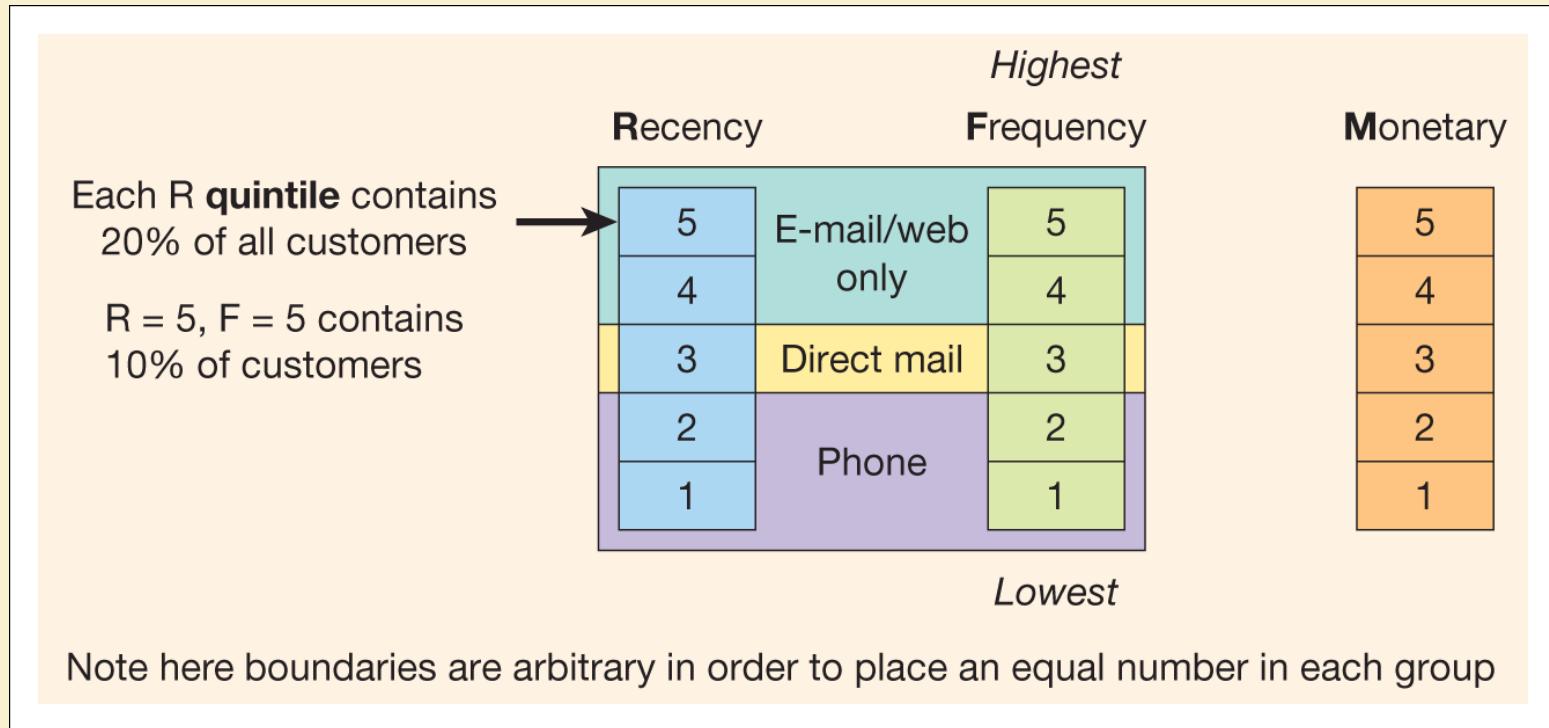 Highest
Recency
Frequency
Monetary
Each R quintile contains
20% of all customers
R = 5, F = 5 contains
10% of customers
5
E-mail/web
only
5
5
4
4
4
3
Direct mail
3
3
2
Phone
2
2
1
1
1
Lowest
Note here boundaries are arbitrary in order to place an equal number in each group